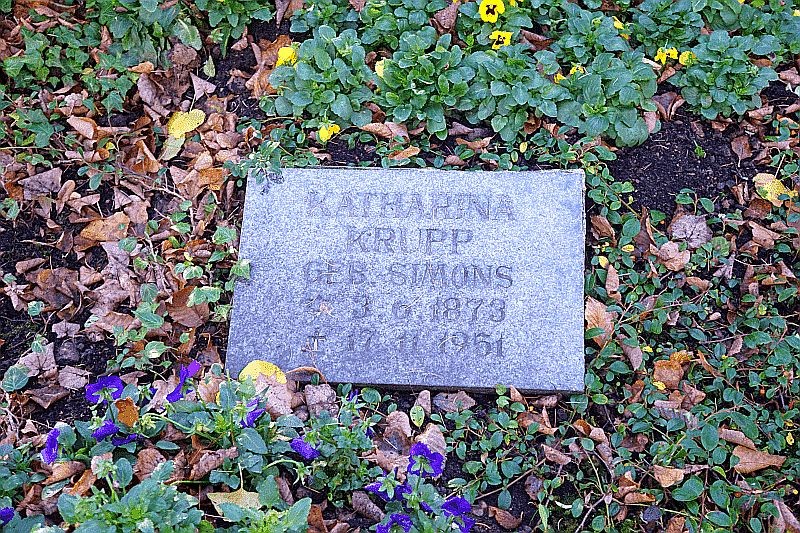 KATHARINA
KRUPP
GEB. SIMONS
* 3. 6. 1873
† 17. 11. 1951